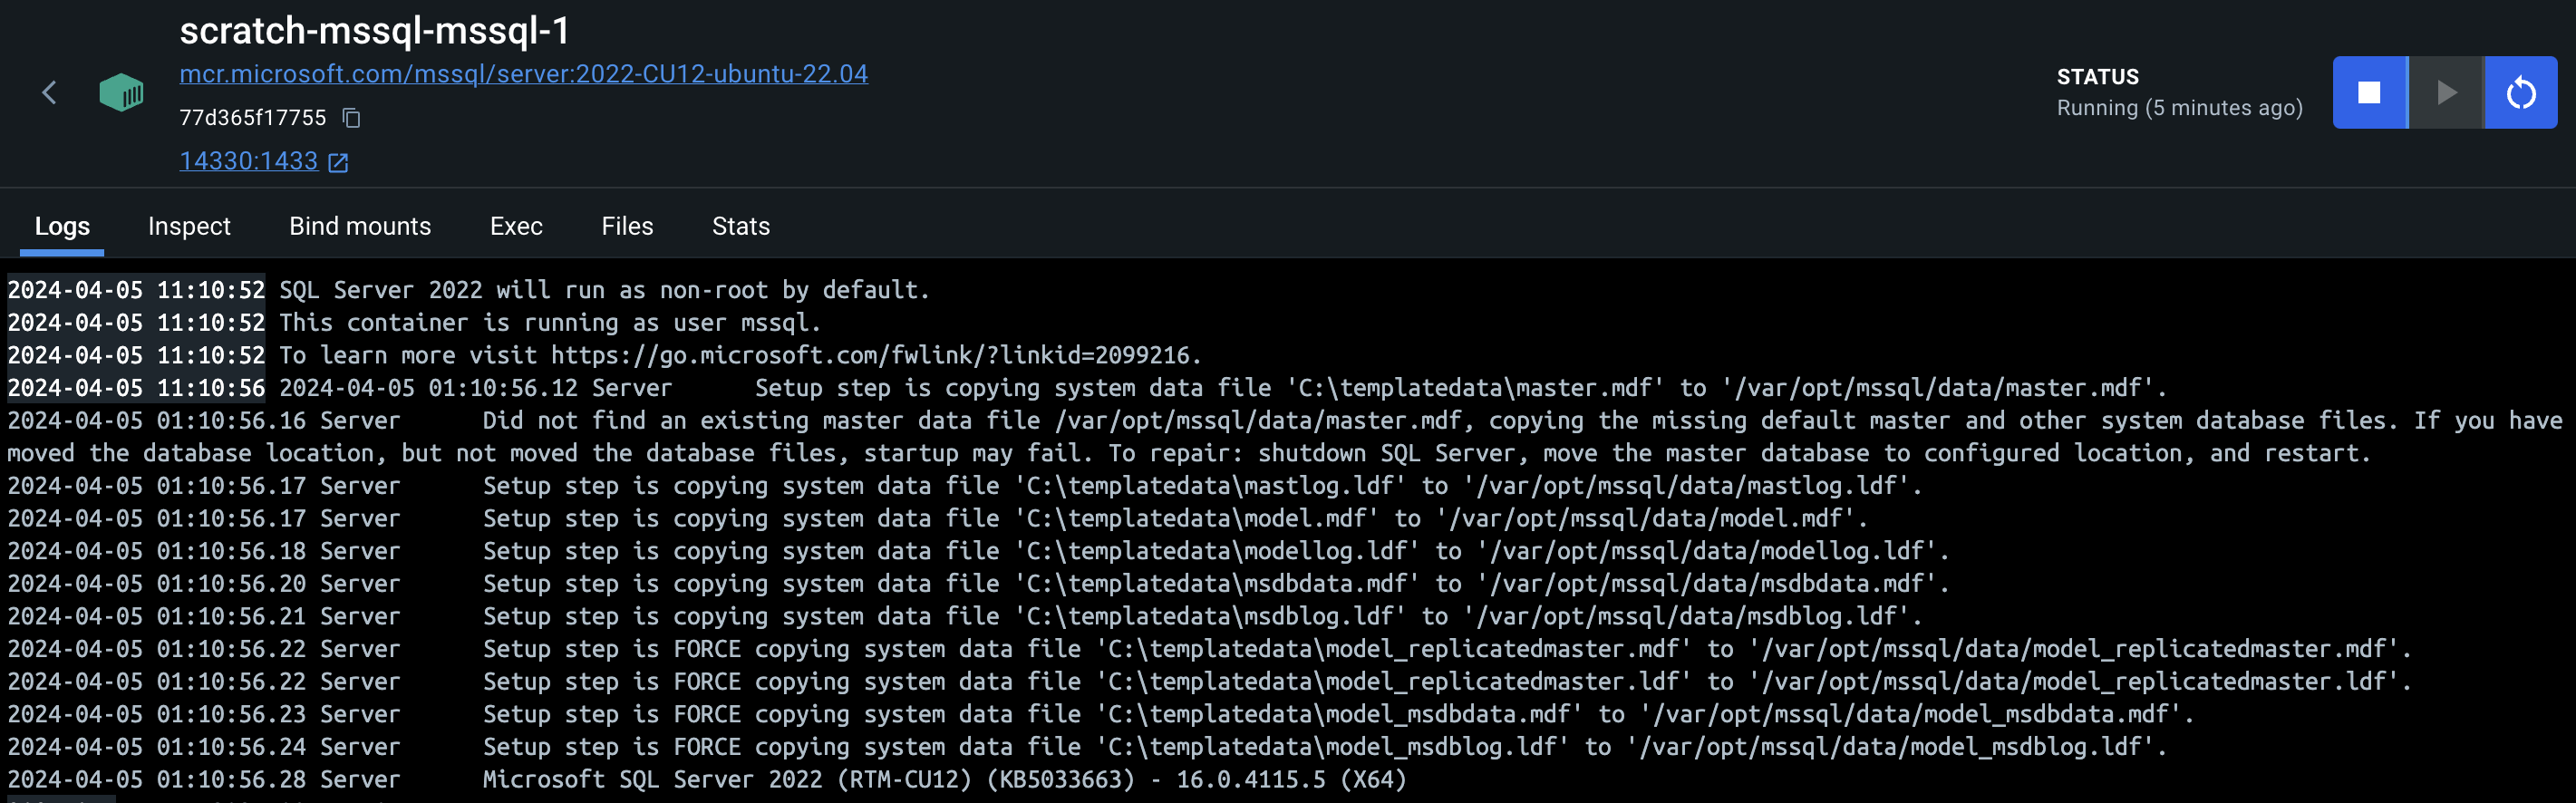 scratch-mssql-mssql-1
mcr.microsoft.com/mssql/server:2022-CU12-ubuntu-22.04
77d365f17755
14330:1433
STATUS
Running (5 minutes ago)
Logs Inspect Bind mounts Exec Files Stats
2024-04-05 11:10:52 SQL Server 2022 will run as non-root by default.
2024-04-05 11:10:52 This container is running as user mssql.
2024-04-05 11:10:52 To learn more visit https://go.microsoft.com/fwlink/?linkid=2099216.
2024-04-05 11:10:56 2024-04-05 01:10:56.12 Server      Setup step is copying system data file 'C:\templatedata\master.mdf' to '/var/opt/mssql/data/master.mdf'.
2024-04-05 01:10:56.16 Server      Did not find an existing master data file /var/opt/mssql/data/master.mdf, copying the missing default master and other system database files. If you have
moved the database location, but not moved the database files, startup may fail. To repair: shutdown SQL Server, move the master database to configured location, and restart.
2024-04-05 01:10:56.17 Server      Setup step is copying system data file 'C:\templatedata\mastlog.ldf' to '/var/opt/mssql/data/mastlog.ldf'.
2024-04-05 01:10:56.17 Server      Setup step is copying system data file 'C:\templatedata\model.mdf' to '/var/opt/mssql/data/model.mdf'.
2024-04-05 01:10:56.18 Server      Setup step is copying system data file 'C:\templatedata\modellog.ldf' to '/var/opt/mssql/data/modellog.ldf'.
2024-04-05 01:10:56.20 Server      Setup step is copying system data file 'C:\templatedata\msdbdata.mdf' to '/var/opt/mssql/data/msdbdata.mdf'.
2024-04-05 01:10:56.21 Server      Setup step is copying system data file 'C:\templatedata\msdblog.ldf' to '/var/opt/mssql/data/msdblog.ldf'.
2024-04-05 01:10:56.22 Server      Setup step is FORCE copying system data file 'C:\templatedata\model_replicatedmaster.mdf' to '/var/opt/mssql/data/model_replicatedmaster.mdf'.
2024-04-05 01:10:56.22 Server      Setup step is FORCE copying system data file 'C:\templatedata\model_replicatedmaster.ldf' to '/var/opt/mssql/data/model_replicatedmaster.ldf'.
2024-04-05 01:10:56.23 Server      Setup step is FORCE copying system data file 'C:\templatedata\model_msdbdata.mdf' to '/var/opt/mssql/data/model_msdbdata.mdf'.
2024-04-05 01:10:56.24 Server      Setup step is FORCE copying system data file 'C:\templatedata\model_msdblog.ldf' to '/var/opt/mssql/data/model_msdblog.ldf'.
2024-04-05 01:10:56.28 Server      Microsoft SQL Server 2022 (RTM-CU12) (KB5033663) - 16.0.4115.5 (X64)